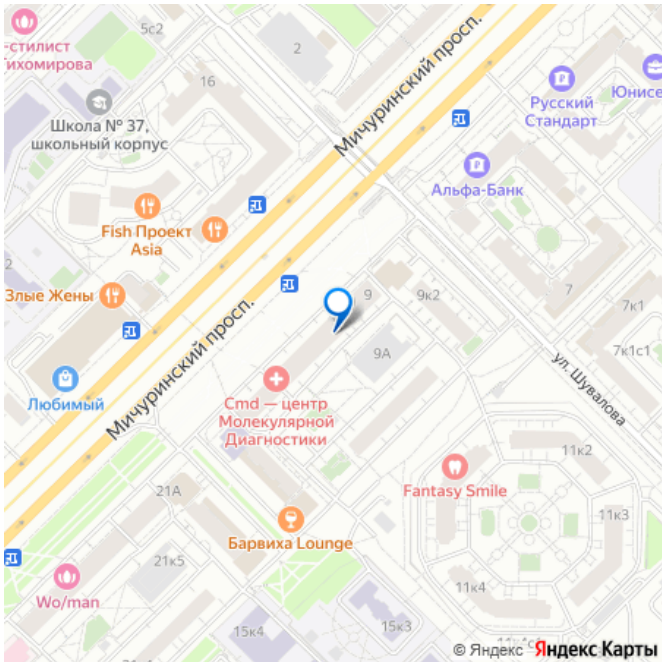 5с2
2
-стилист
Тихомирова
16
Мичуринский просп.
Русский
Стандарт
Юнисе
Школа № 37,
школьный корпус
Альфа-Банк
Fish Проект
Asia
2
Злые Жены
9
9к2
7
7к1
7к1с1
9А
ул. Шувалова
Мичуринский просп.
Любимый
Cmd — центр
Молекулярной
Диагностики
11к2
Fantasy Smile
21А
11к3
Барвиха Lounge
21к5
Wo/man
11к4
15к4
15к3
© Яндекс Яндекс Карты